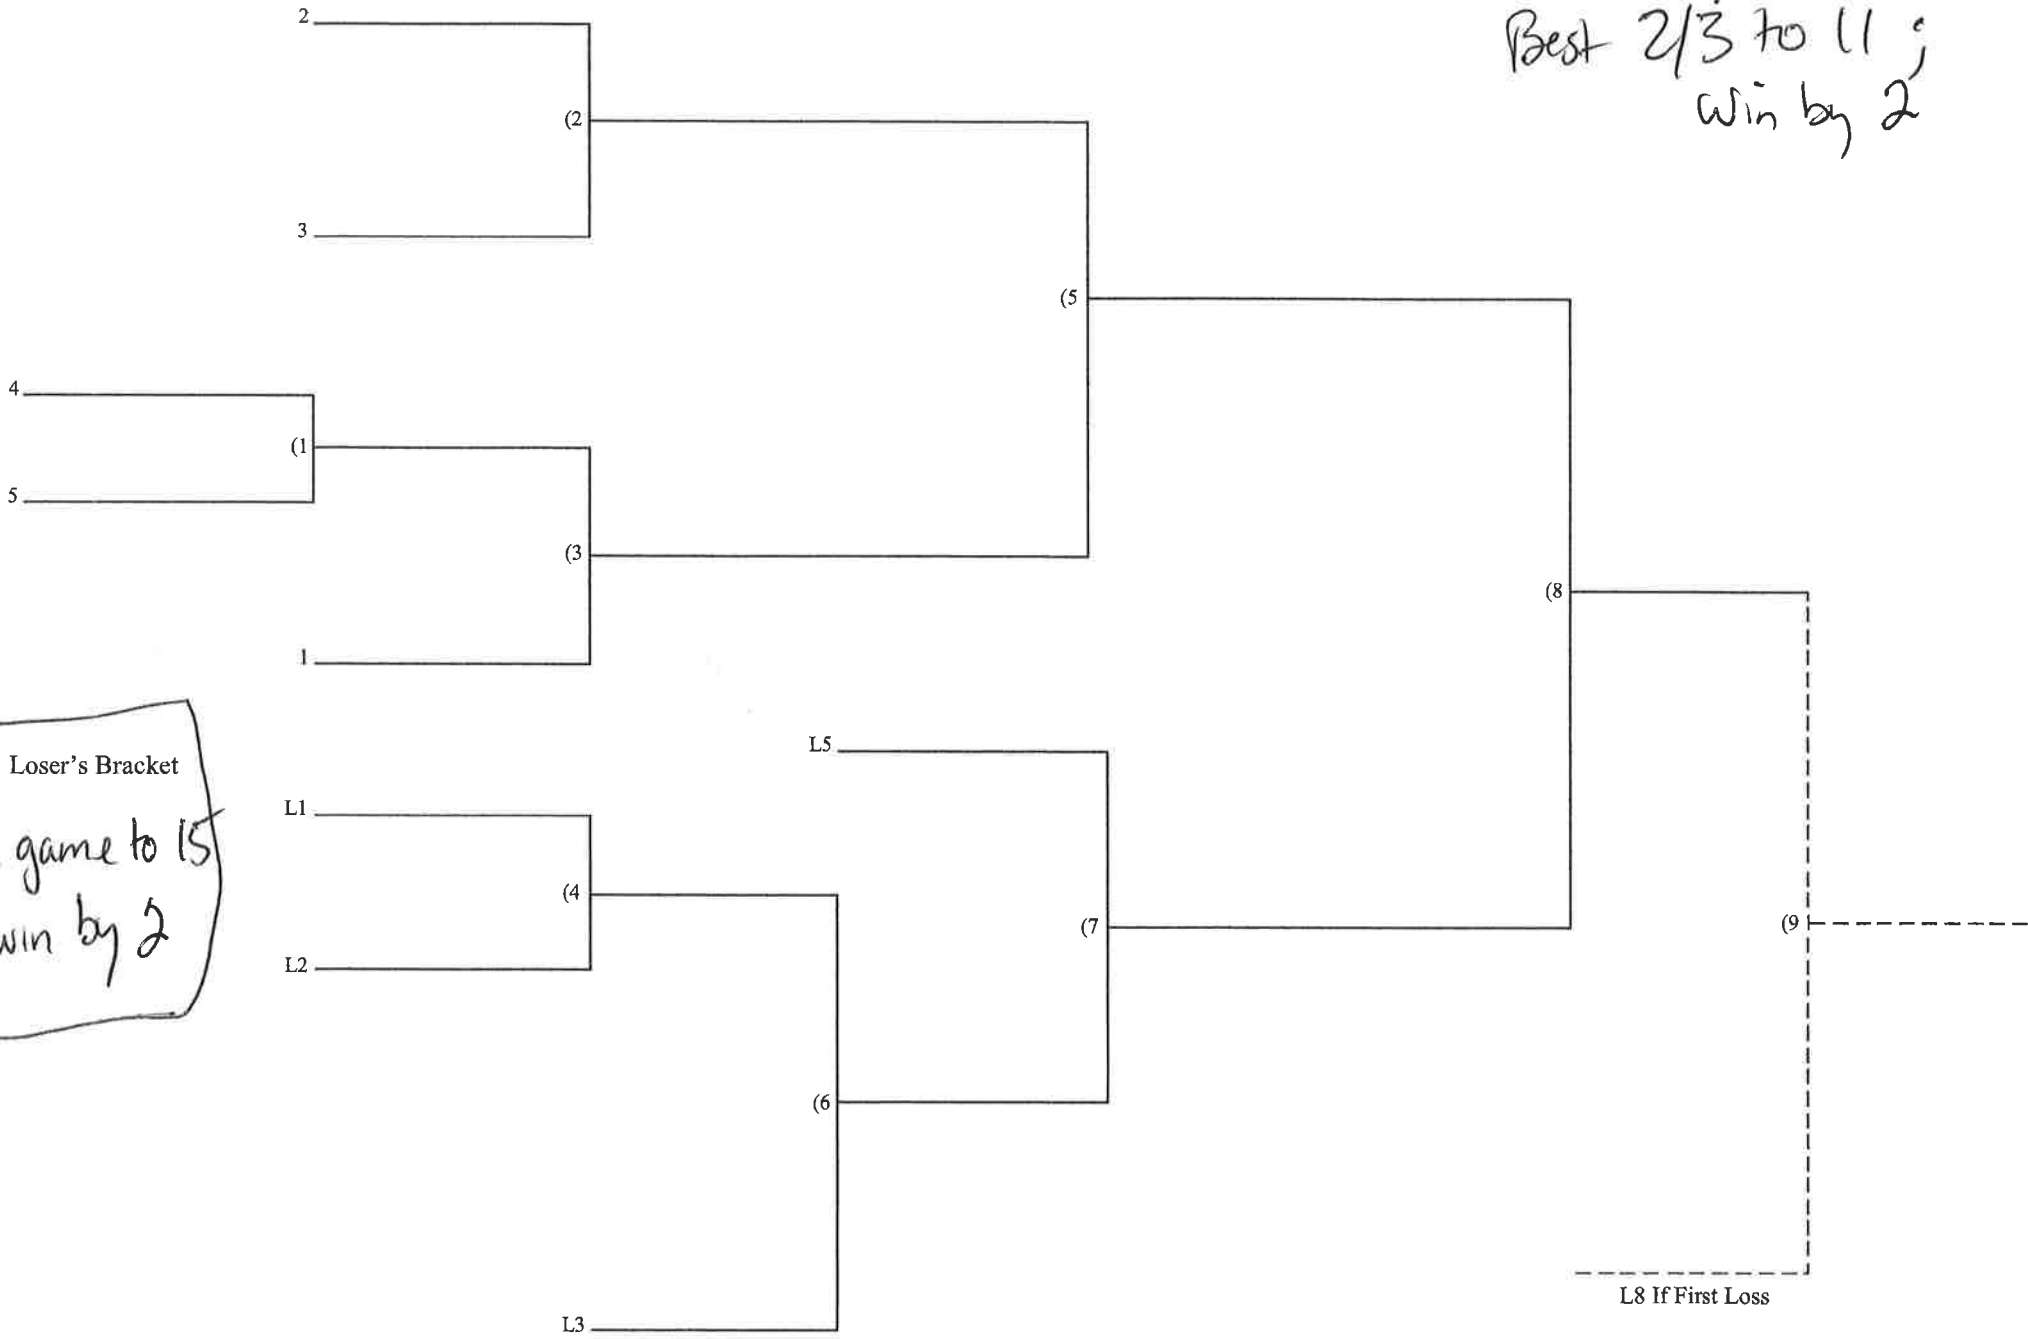 2
Best 2/3 to 11 ;
win by 2
(2
3
(5
4
(1
5
(3
(8
1
L5
Loser's Bracket
L1
game to 15
(4
(9
(7
win by 2
L2
(6
L8 If First Loss
L3